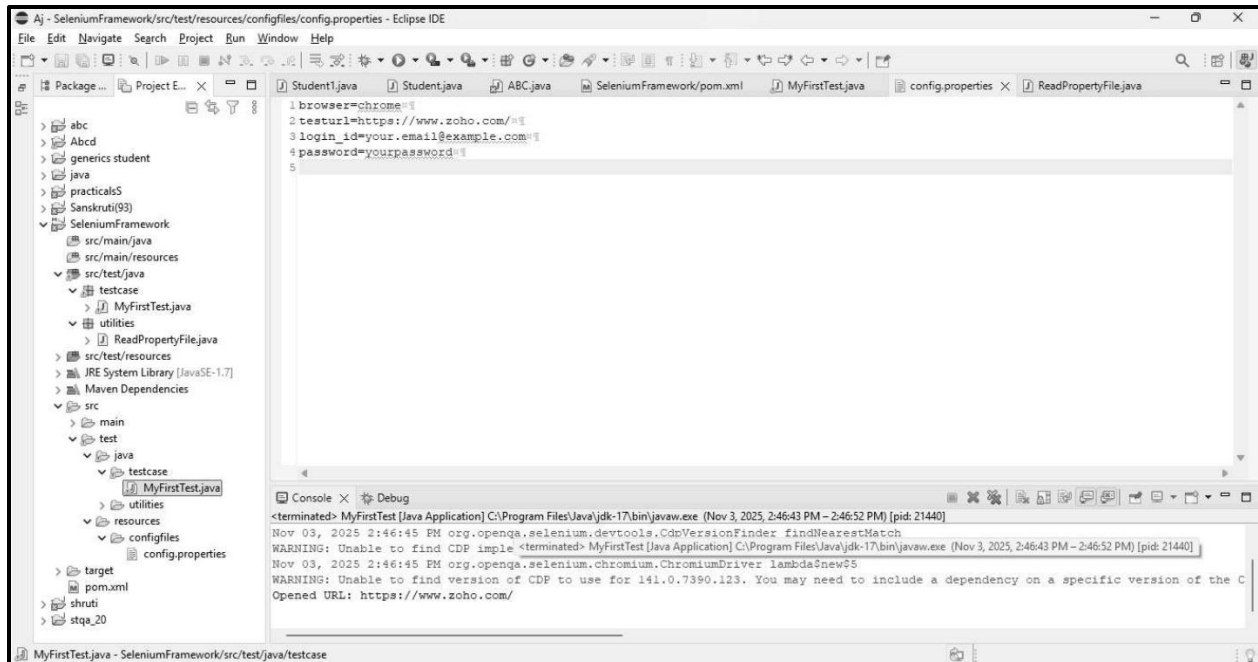 Aj - SeleniumFramework/src/test/resources/configfiles/config.properties - Eclipse IDE
File Edit Navigate Search Project Run Window Help
Package ... Project E...
Student1.java Student.java ABC.java SeleniumFramework/pom.xml MyFirstTest.java config.properties ReadPropertyFile.java
abc
Abcd
generics student
java
practicalsS
Sanskruti(93)
SeleniumFramework
src/main/java
src/main/resources
src/test/java
testcase
MyFirstTest.java
utilities
ReadPropertyFile.java
src/test/resources
JRE System Library [JavaSE-1.7]
Maven Dependencies
src
main
test
java
testcase
MyFirstTest.java
utilities
resources
configfiles
config.properties
target
pom.xml
shruti
stqa_20
1 browser=chrome¤¶
2 testurl=https://www.zoho.com/¤¶
3 login_id=your.email@example.com¤¶
4 password=yourpassword¤¶
5
Console Debug
<terminated> MyFirstTest [Java Application] C:\Program Files\Java\jdk-17\bin\javaw.exe (Nov 3, 2025, 2:46:43 PM – 2:46:52 PM) [pid: 21440]
Nov 03, 2025 2:46:45 PM org.openqa.selenium.devtools.CdpVersionFinder findNearestMatch
WARNING: Unable to find CDP imple
<terminated> MyFirstTest [Java Application] C:\Program Files\Java\jdk-17\bin\javaw.exe (Nov 3, 2025, 2:46:43 PM – 2:46:52 PM) [pid: 21440]
Nov 03, 2025 2:46:45 PM org.openqa.selenium.chromium.ChromiumDriver lambda$new$5
WARNING: Unable to find version of CDP to use for 141.0.7390.123. You may need to include a dependency on a specific version of the C
Opened URL: https://www.zoho.com/
MyFirstTest.java - SeleniumFramework/src/test/java/testcase